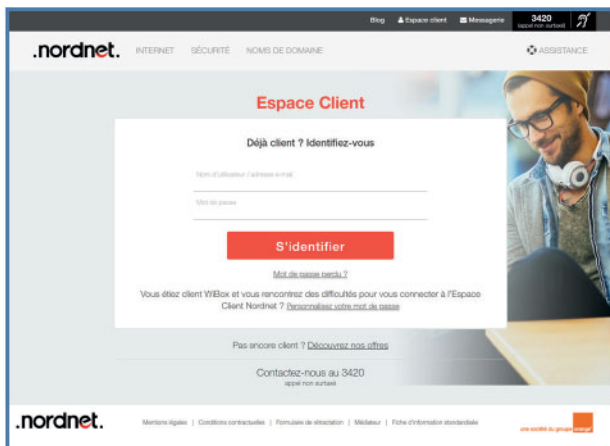 Blog Espace client Messagerie 3420
(appel non surtaxé)
.nordnet. INTERNET SÉCURITÉ NOMS DE DOMAINE ASSISTANCE
Espace Client
Déjà client ? Identifiez-vous
Nom d'utilisateur / adresse e-mail
Mot de passe
S'identifier
Mot de passe perdu ?
Vous étiez client WiBox et vous rencontrez des difficultés pour vous connecter à l'Espace
Client Nordnet ? Personnalisez votre mot de passe
Pas encore client ? Découvrez nos offres
Contactez-nous au 3420
appel non surtaxé
.nordnet. Mentions légales | Conditions contractuelles | Formulaire de rétractation | Médiateur | Fiche d'information standardisée
une société du groupe orange